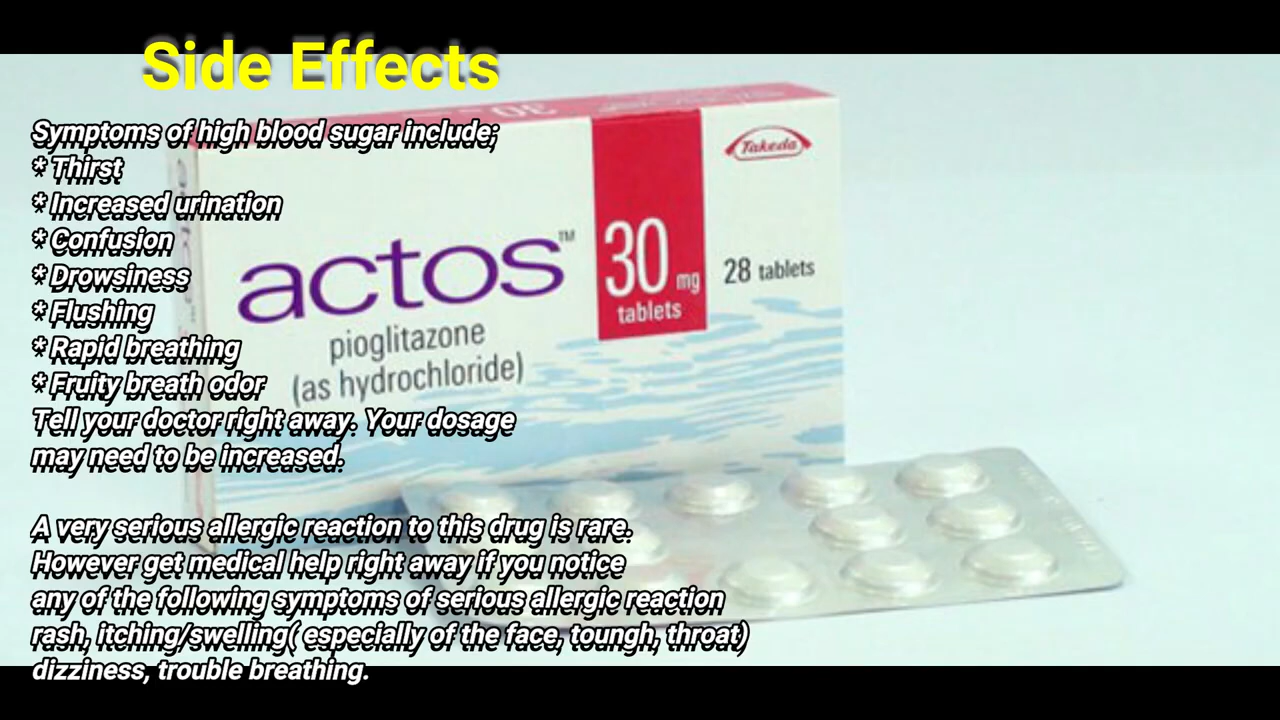 Side Effects
Symptoms of high blood sugar include;
* Thirst
* Increased urination
* Confusion
* Drowsiness
* Flushing
* Rapid breathing
* Fruity breath odor
Tell your doctor right away. Your dosage
may need to be increased.
A very serious allergic reaction to this drug is rare.
However get medical help right away if you notice
any of the following symptoms of serious allergic reaction
rash, itching/swelling( especially of the face, toungh, throat)
dizziness, trouble breathing.
Takeda
actos™
30 mg
tablets
28 tablets
pioglitazone
(as hydrochloride)
30